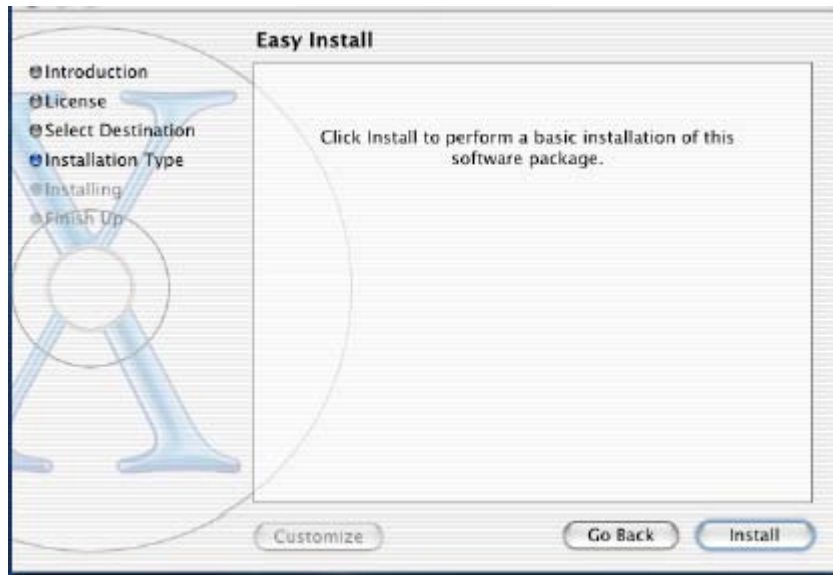 Easy Install
Introduction
License
Select Destination
Installation Type
Installing
Finish Up
Click Install to perform a basic installation of this
software package.
Customize
Go Back
Install